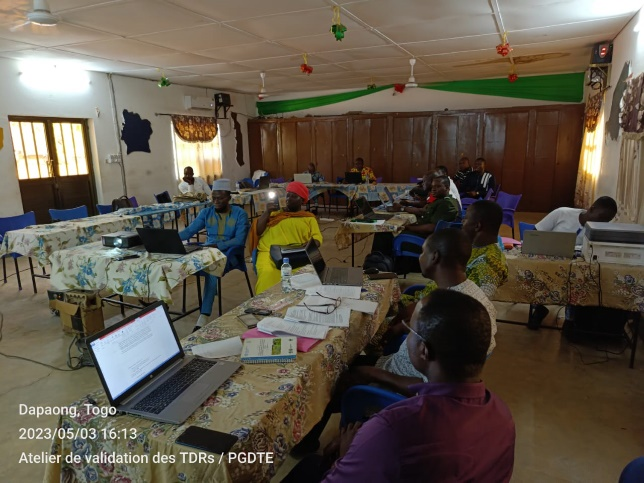 Dapaong, Togo
2023/05/03 16:13
Atelier de validation des TDRs / PGDTE